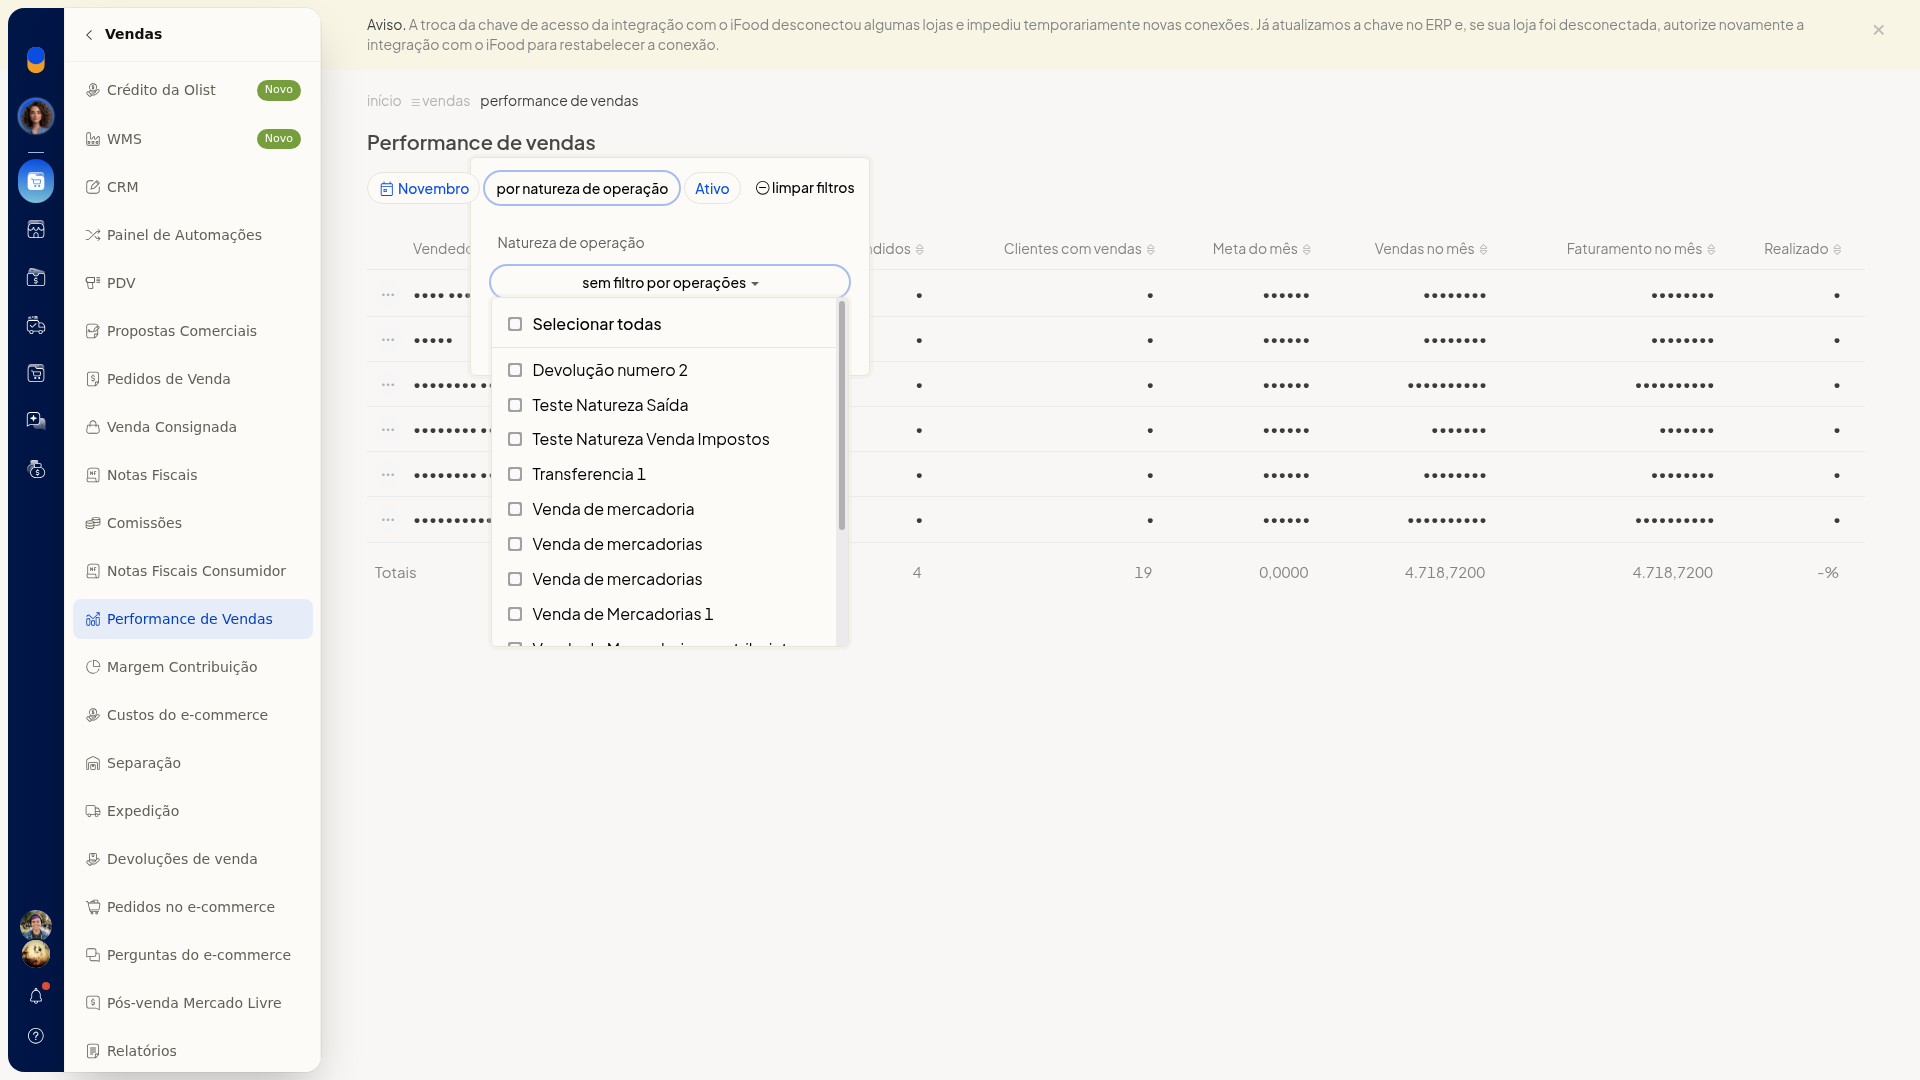 Vendas
Crédito da Olist
Novo
WMS
Novo
CRM
Painel de Automações
PDV
Propostas Comerciais
Pedidos de Venda
Venda Consignada
Notas Fiscais
Comissões
Notas Fiscais Consumidor
Performance de Vendas
Margem Contribuição
Custos do e-commerce
Separação
Expedição
Devoluções de venda
Pedidos no e-commerce
Perguntas do e-commerce
Pós-venda Mercado Livre
Relatórios
Aviso. A troca da chave de acesso da integração com o iFood desconectou algumas lojas e impediu temporariamente novas conexões. Já atualizamos a chave no ERP e, se sua loja foi desconectada, autorize novamente a
integração com o iFood para restabelecer a conexão.
início vendas performance de vendas
Performance de vendas
Novembro por natureza de operação Ativo limpar filtros
Natureza de operação
Clientes com vendas Meta do mês Vendas no mês Faturamento no mês Realizado
sem filtro por operações
Selecionar todas
Devolução numero 2
Teste Natureza Saída
Teste Natureza Venda Impostos
Transferencia 1
Venda de mercadoria
Venda de mercadorias
Venda de mercadorias
Venda de Mercadorias 1
Totais 4 19 0,0000 4.718,7200 4.718,7200 -%